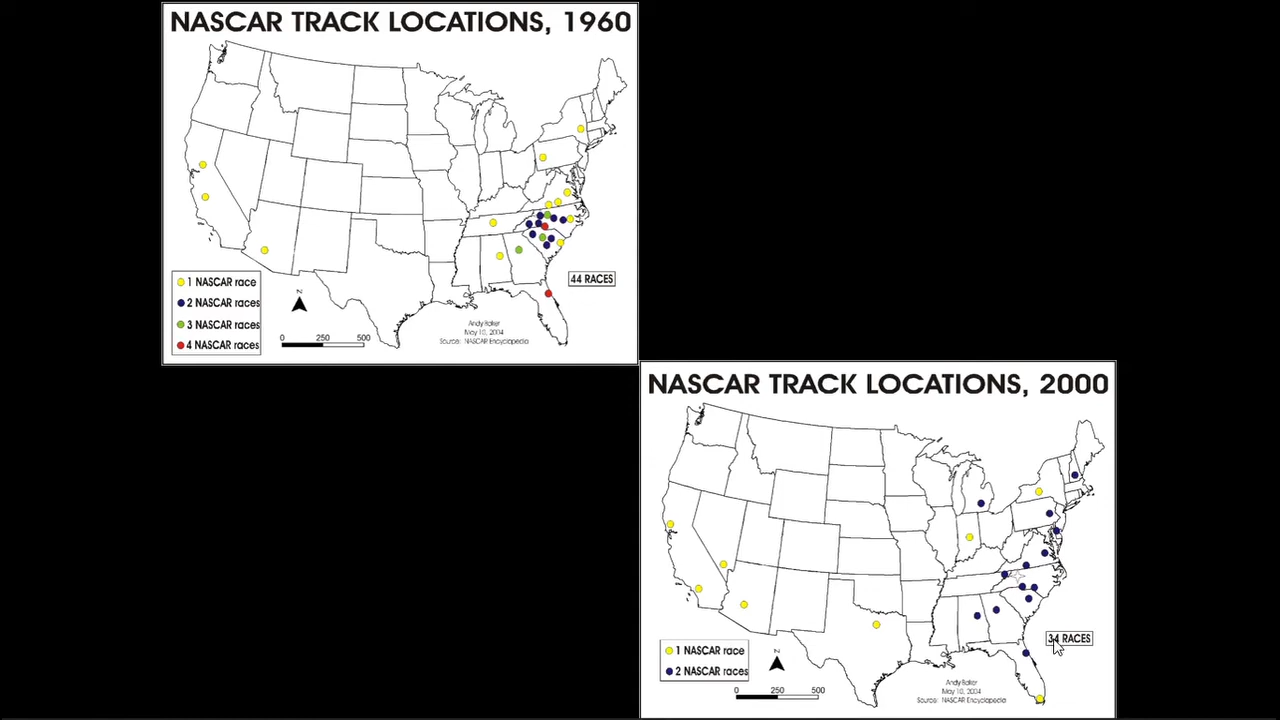 NASCAR TRACK LOCATIONS, 1960
1 NASCAR race
2 NASCAR races
3 NASCAR races
4 NASCAR races
N
0 250 500
44 RACES
Andy Baker
May 10, 2004
Source: NASCAR Encyclopedia
NASCAR TRACK LOCATIONS, 2000
1 NASCAR race
2 NASCAR races
N
0 250 500
34 RACES
Andy Baker
May 10, 2004
Source: NASCAR Encyclopedia